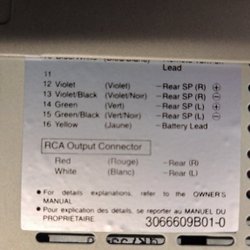 Lead
11
12 Violet (Violet) –Rear SP (R) ⊕
13 Violet/Black (Violet/Noir) –Rear SP (R) ⊖
14 Green (Vert) –Rear SP (L) ⊕
15 Green/Black (Vert/Noir) –Rear SP (L) ⊖
16 Yellow (Jaune) –Battery Lead
RCA Output Connector
Red (Rouge) –Rear (R)
White (Blanc) –Rear (L)
● For details explanations, refer to the OWNER'S
MANUAL
● Pour explication des détails, se reporter au MANUEL DU
PROPRIETAIRE 3066609B01-0